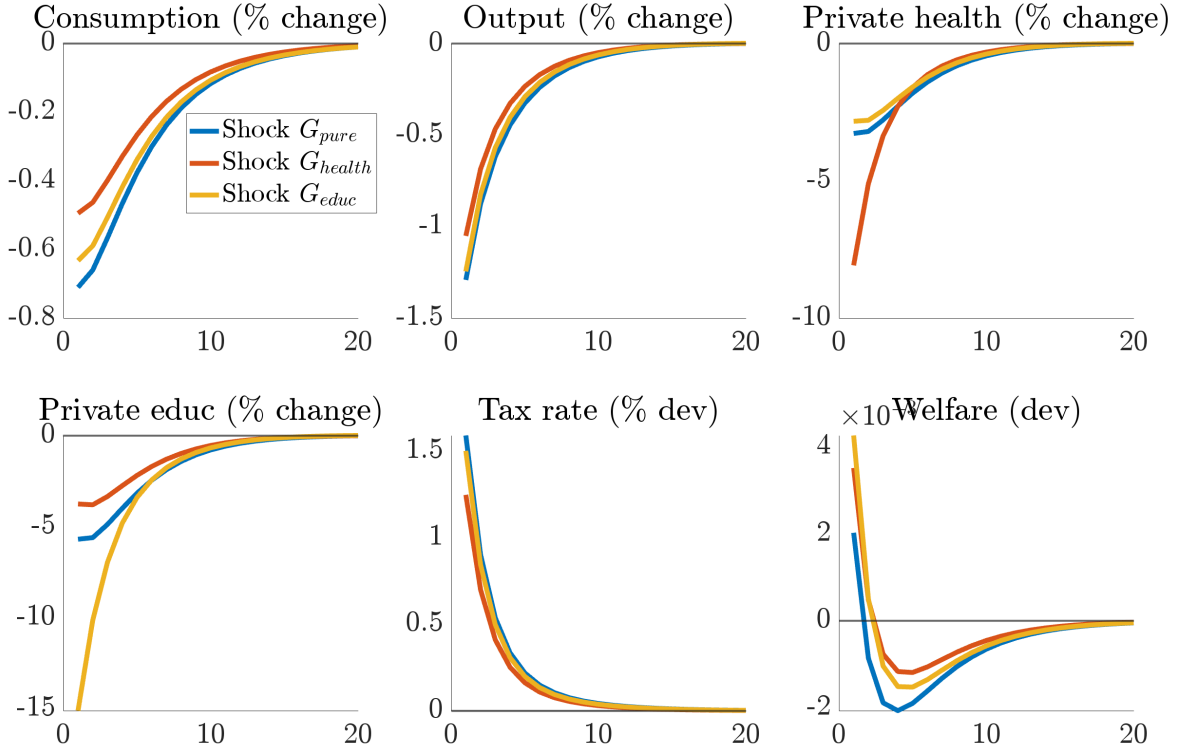 Consumption (% change)
0
-0.2
-0.4
-0.6
-0.8
0 10 20
Shock G_pure
Shock G_health
Shock G_educ
Output (% change)
0
-0.5
-1
-1.5
0 10 20
Private health (% change)
0
-5
-10
0 10 20
Private educ (% change)
0
-5
-10
-15
0 10 20
Tax rate (% dev)
1.5
1
0.5
0
0 10 20
Welfare (dev)
×10
4
2
0
-2
0 10 20